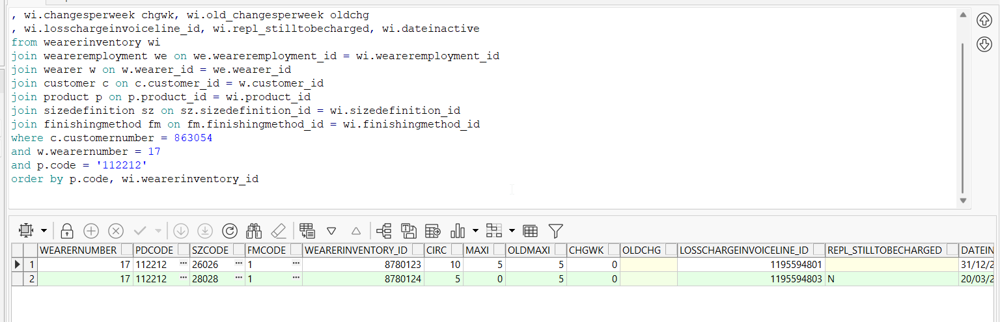 , wi.changesperweek chgwk, wi.old_changesperweek oldchg
, wi.losschargeinvoiceline_id, wi.repl_stilltobecharged, wi.dateinactive
from wearerinventory wi
join weareremployment we on we.weareremployment_id = wi.weareremployment_id
join wearer w on w.wearer_id = we.wearer_id
join customer c on c.customer_id = w.customer_id
join product p on p.product_id = wi.product_id
join sizedefinition sz on sz.sizedefinition_id = wi.sizedefinition_id
join finishingmethod fm on fm.finishingmethod_id = wi.finishingmethod_id
where c.customernumber = 863054
and w.wearernumber = 17
and p.code = '112212'
order by p.code, wi.wearerinventory_id
WEARERNUMBER PDCODE SZCODE FMCODE WEARERINVENTORY_ID CIRC MAXI OLDMAXI CHGWK OLDCHG LOSSCHARGEINVOICELINE_ID REPL_STILLTOBECHARGED DATEIN
1 17 112212 ... 26026 ... 1 ... 8780123 10 5 5 0 1195594801 31/12/2
2 17 112212 ... 28028 ... 1 ... 8780124 5 0 5 0 1195594803 N 20/03/2